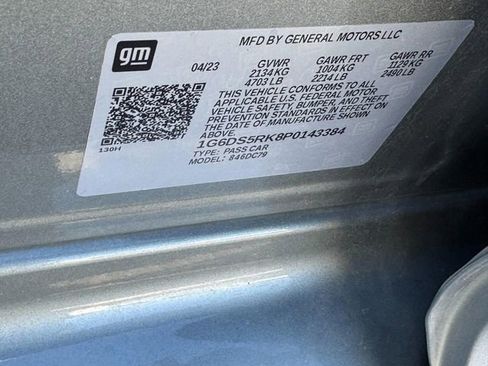 gm
MFD BY GENERAL MOTORS LLC
04/23 GVWR GAWR FRT GAWR RR
2134 KG 1004 KG 1129 KG
4703 LB 2214 LB 2490 LB
THIS VEHICLE CONFORMS TO ALL APPLICABLE
U.S. FEDERAL MOTOR
VEHICLE SAFETY, BUMPER, AND THEFT
PREVENTION STANDARDS IN EFFECT ON THE
DATE OF MANUFACTURE SHOWN
ABOVE.
130H
1G6DS5RK8P0143384
TYPE: PASS CAR
MODEL: 846DC79